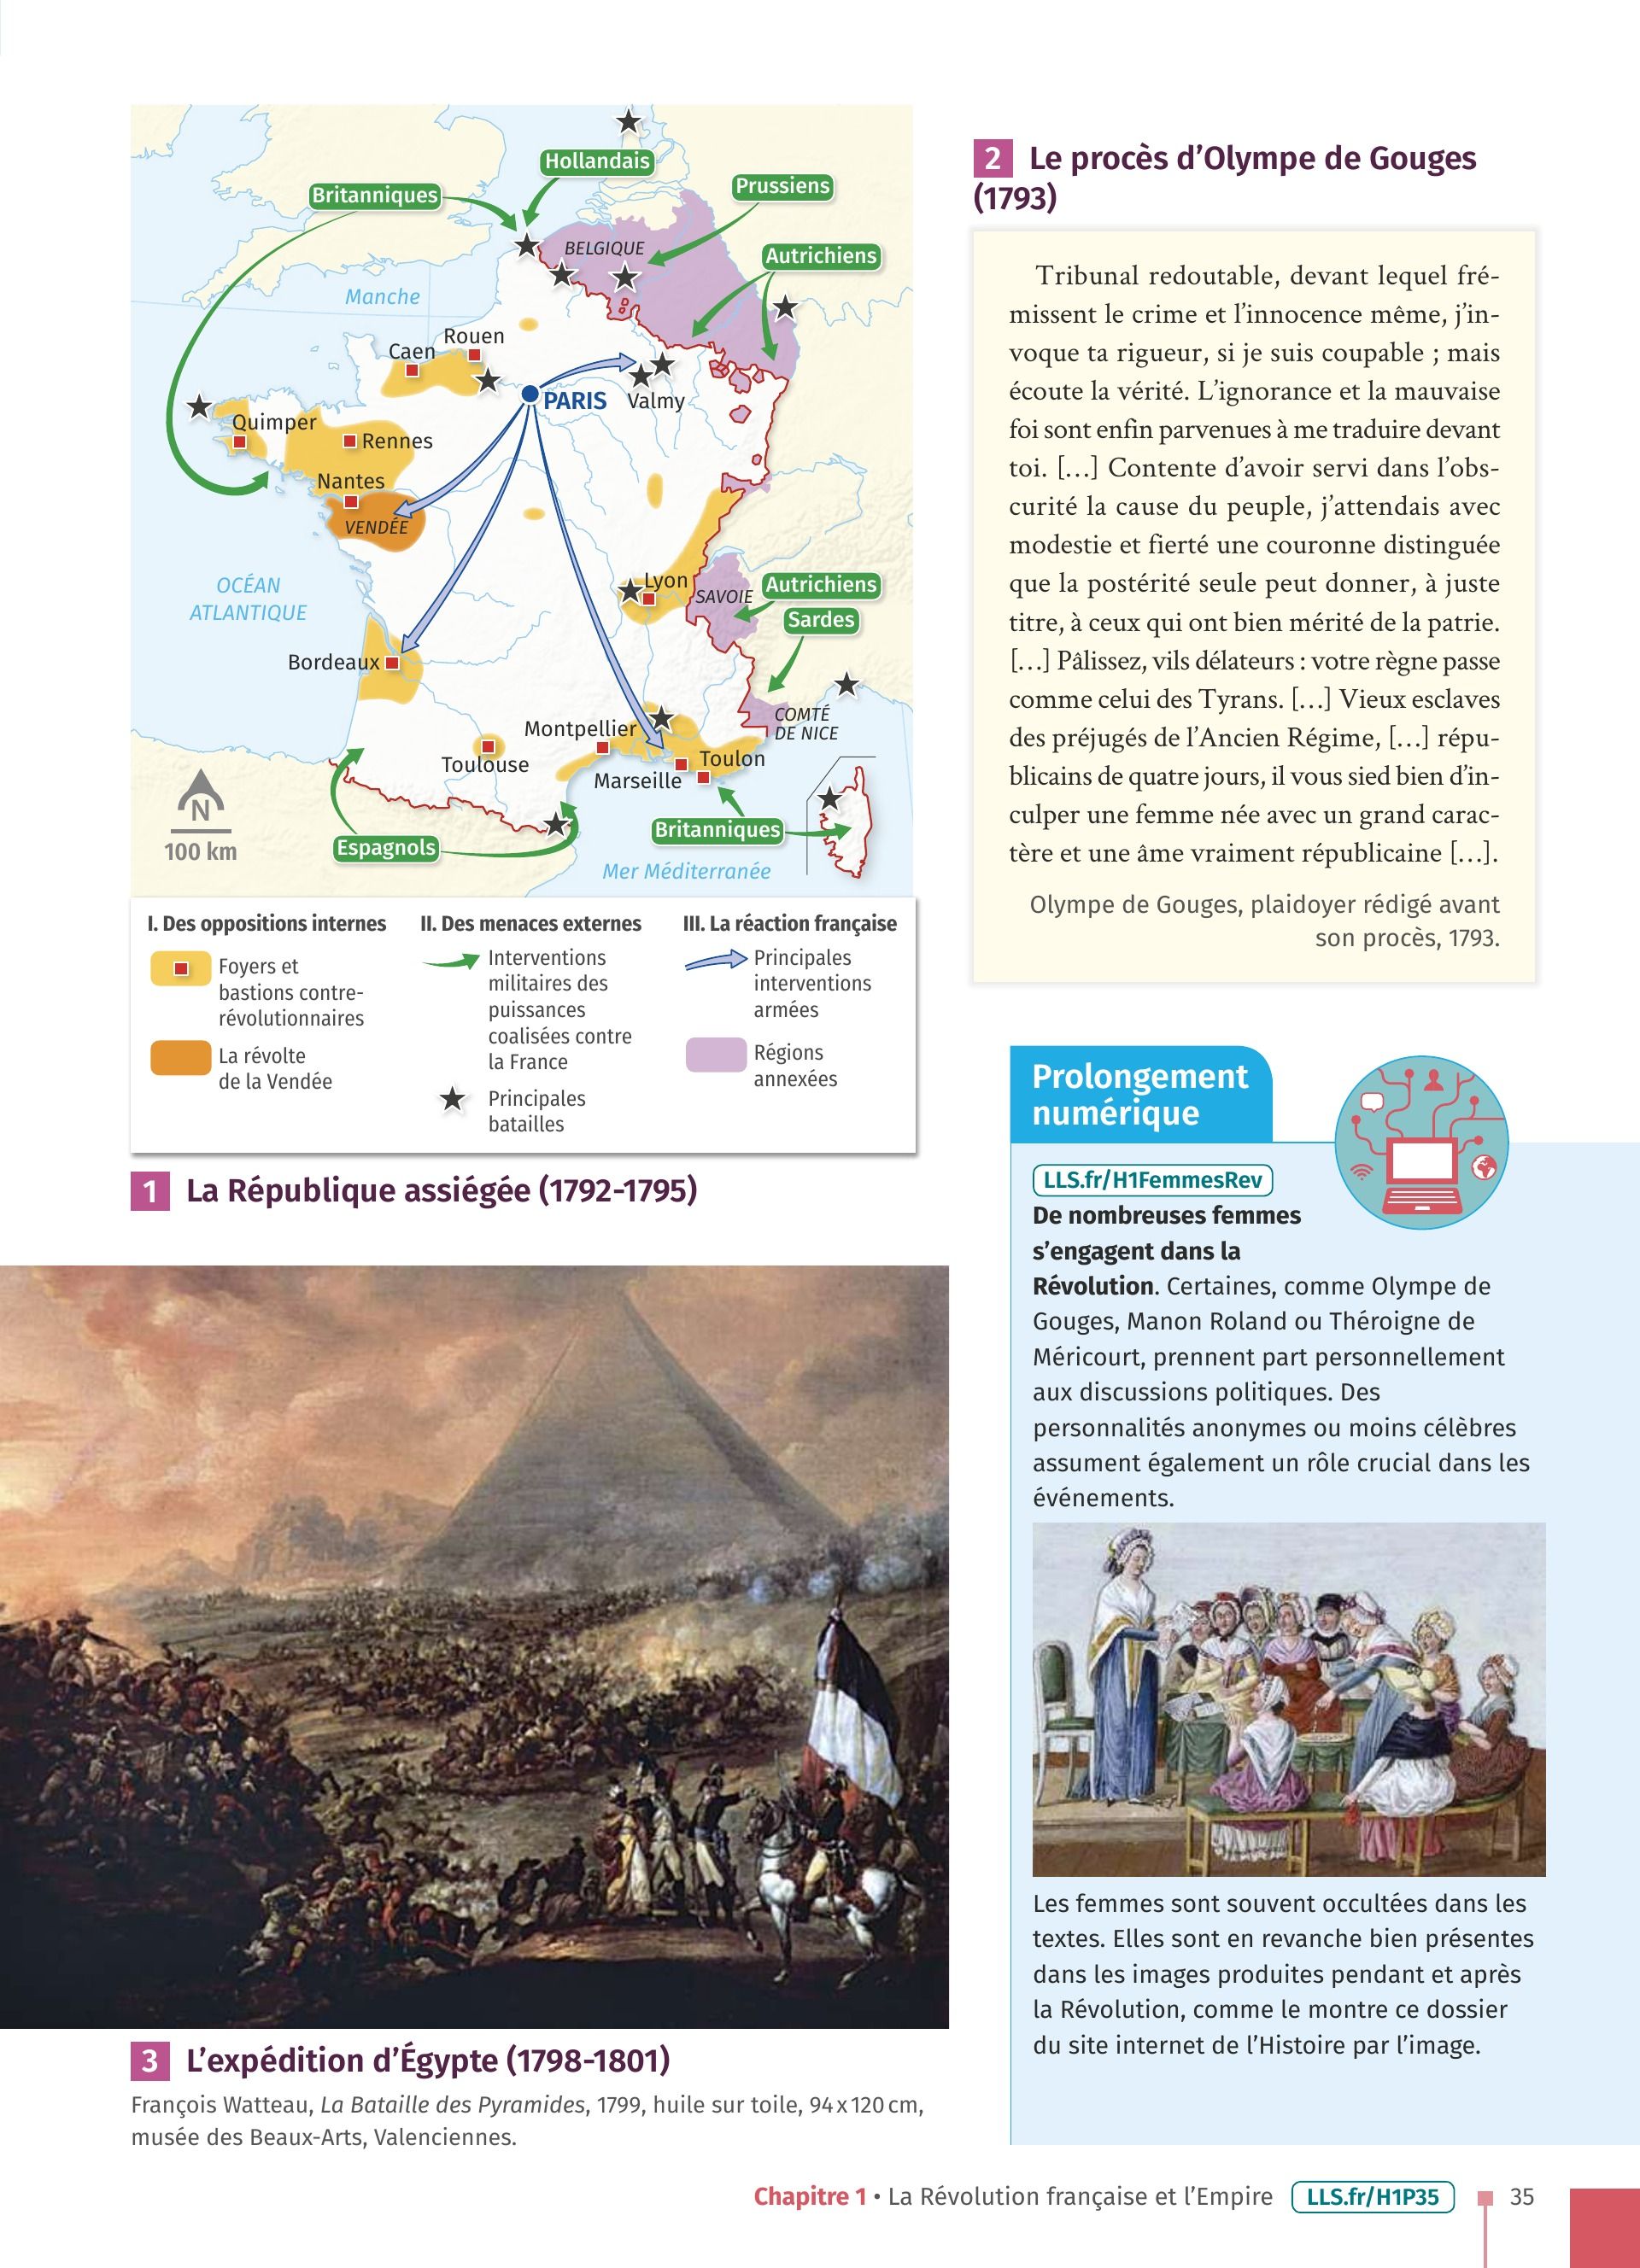 Hollandais
Prussiens
Britanniques
BELGIQUE
Autrichiens
Manche
Rouen
Caen
PARIS
Valmy
Quimper
Rennes
Nantes
VENDÉE
OCÉAN
ATLANTIQUE
Lyon
SAVOIE
Autrichiens
Sardes
Bordeaux
COMTÉ
DE NICE
Montpellier
Toulon
Toulouse
Marseille
N
100 km
Espagnols
Britanniques
Mer Méditerranée
I. Des oppositions internes
Foyers et
bastions contre-
révolutionnaires
La révolte
de la Vendée
II. Des menaces externes
Interventions
militaires des
puissances
coalisées contre
la France
Principales
batailles
III. La réaction française
Principales
interventions
armées
Régions
annexées
1 La République assiégée (1792-1795)
2 Le procès d’Olympe de Gouges
(1793)
Tribunal redoutable, devant lequel fré-
missent le crime et l’innocence même, j’in-
voque ta rigueur, si je suis coupable ; mais
écoute la vérité. L’ignorance et la mauvaise
foi sont enfin parvenues à me traduire devant
toi. […] Contente d’avoir servi dans l’obs-
curité la cause du peuple, j’attendais avec
modestie et fierté une couronne distinguée
que la postérité seule peut donner, à juste
titre, à ceux qui ont bien mérité de la patrie.
[…] Pâlissez, vils délateurs : votre règne passe
comme celui des Tyrans. […] Vieux esclaves
des préjugés de l’Ancien Régime, […] répu-
blicains de quatre jours, il vous sied bien d’in-
culper une femme née avec un grand carac-
tère et une âme vraiment républicaine […].
Olympe de Gouges, plaidoyer rédigé avant
son procès, 1793.
3 L’expédition d’Égypte (1798-1801)
François Watteau, La Bataille des Pyramides, 1799, huile sur toile, 94 x 120 cm,
musée des Beaux-Arts, Valenciennes.
Prolongement
numérique
LLS.fr/H1FemmesRev
De nombreuses femmes
s’engagent dans la
Révolution. Certaines, comme Olympe de
Gouges, Manon Roland ou Théroigne de
Méricourt, prennent part personnellement
aux discussions politiques. Des
personnalités anonymes ou moins célèbres
assument également un rôle crucial dans les
événements.
Les femmes sont souvent occultées dans les
textes. Elles sont en revanche bien présentes
dans les images produites pendant et après
la Révolution, comme le montre ce dossier
du site internet de l’Histoire par l’image.
Chapitre 1 • La Révolution française et l’Empire LLS.fr/H1P35 35